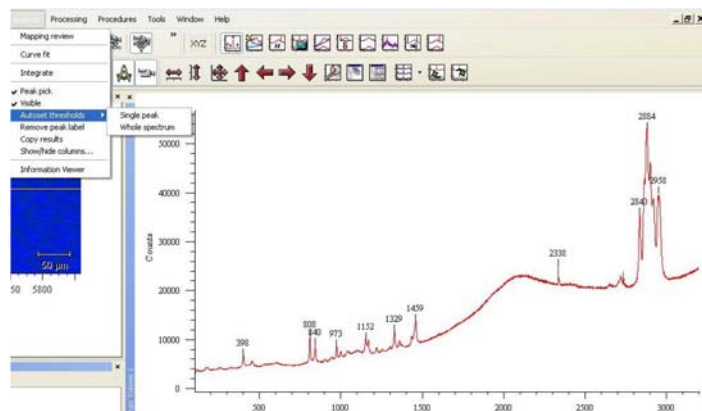 Processing Procedures Tools Window Help
Mapping review
Curve fit
Integrate
Peak pick
Visible
Autoset thresholds
Remove peak label
Copy results
Show/hide columns...
Information Viewer
Single peak
Whole spectrum
XYZ
50 µm
50 5800
Counts
50000
40000
30000
20000
10000
0
398
808
840
973
1152
1329
1459
2338
2840
2884
2958
500 1000 1500 2000 2500 3000